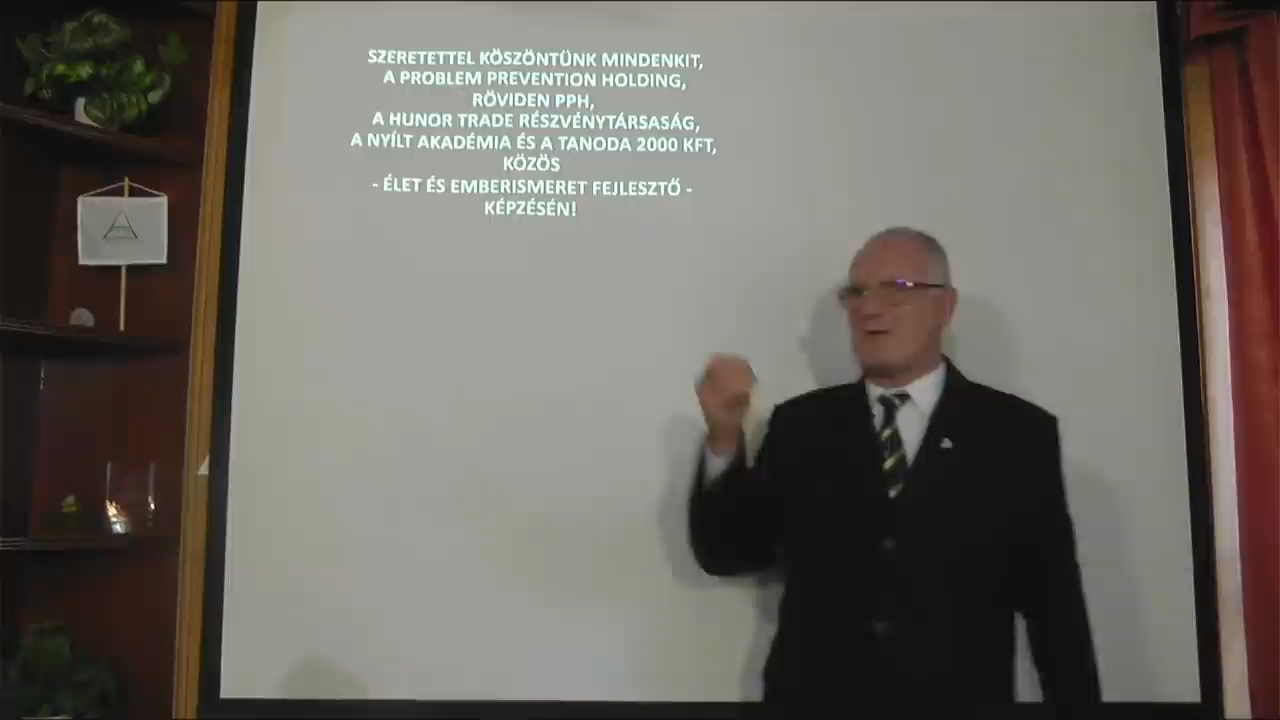 SZERETETTEL KÖSZÖNTÜNK MINDENKIT,
A PROBLEM PREVENTION HOLDING,
RÖVIDEN PPH,
A HUNOR TRADE RÉSZVÉNYTÁRSASÁG,
A NYÍLT AKADÉMIA ÉS A TANODA 2000 KFT,
KÖZÖS
- ÉLET ÉS EMBERISMERET FEJLESZTŐ -
KÉPZÉSÉN!